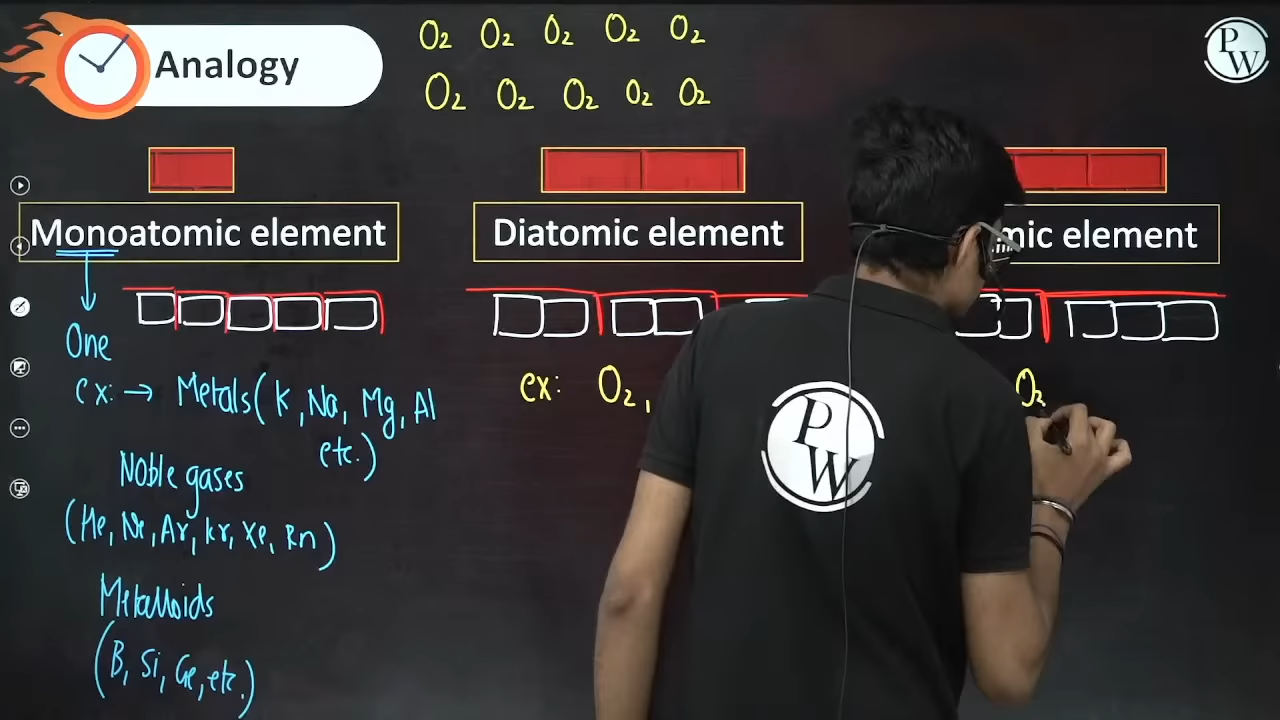 O₂ O₂ O₂ O₂ O₂
Analogy
PW
O₂ O₂ O₂ O₂ O₂
Monoatomic element
Diatomic element
mic element
One
ex: → Metals (K, Na, Mg, Al
etc.)
ex: O₂,
O₃
PW
Noble gases
(He, Ne, Ar, Kr, Xe, Rn)
Metalloids
(B, Si, Ge, etc.)